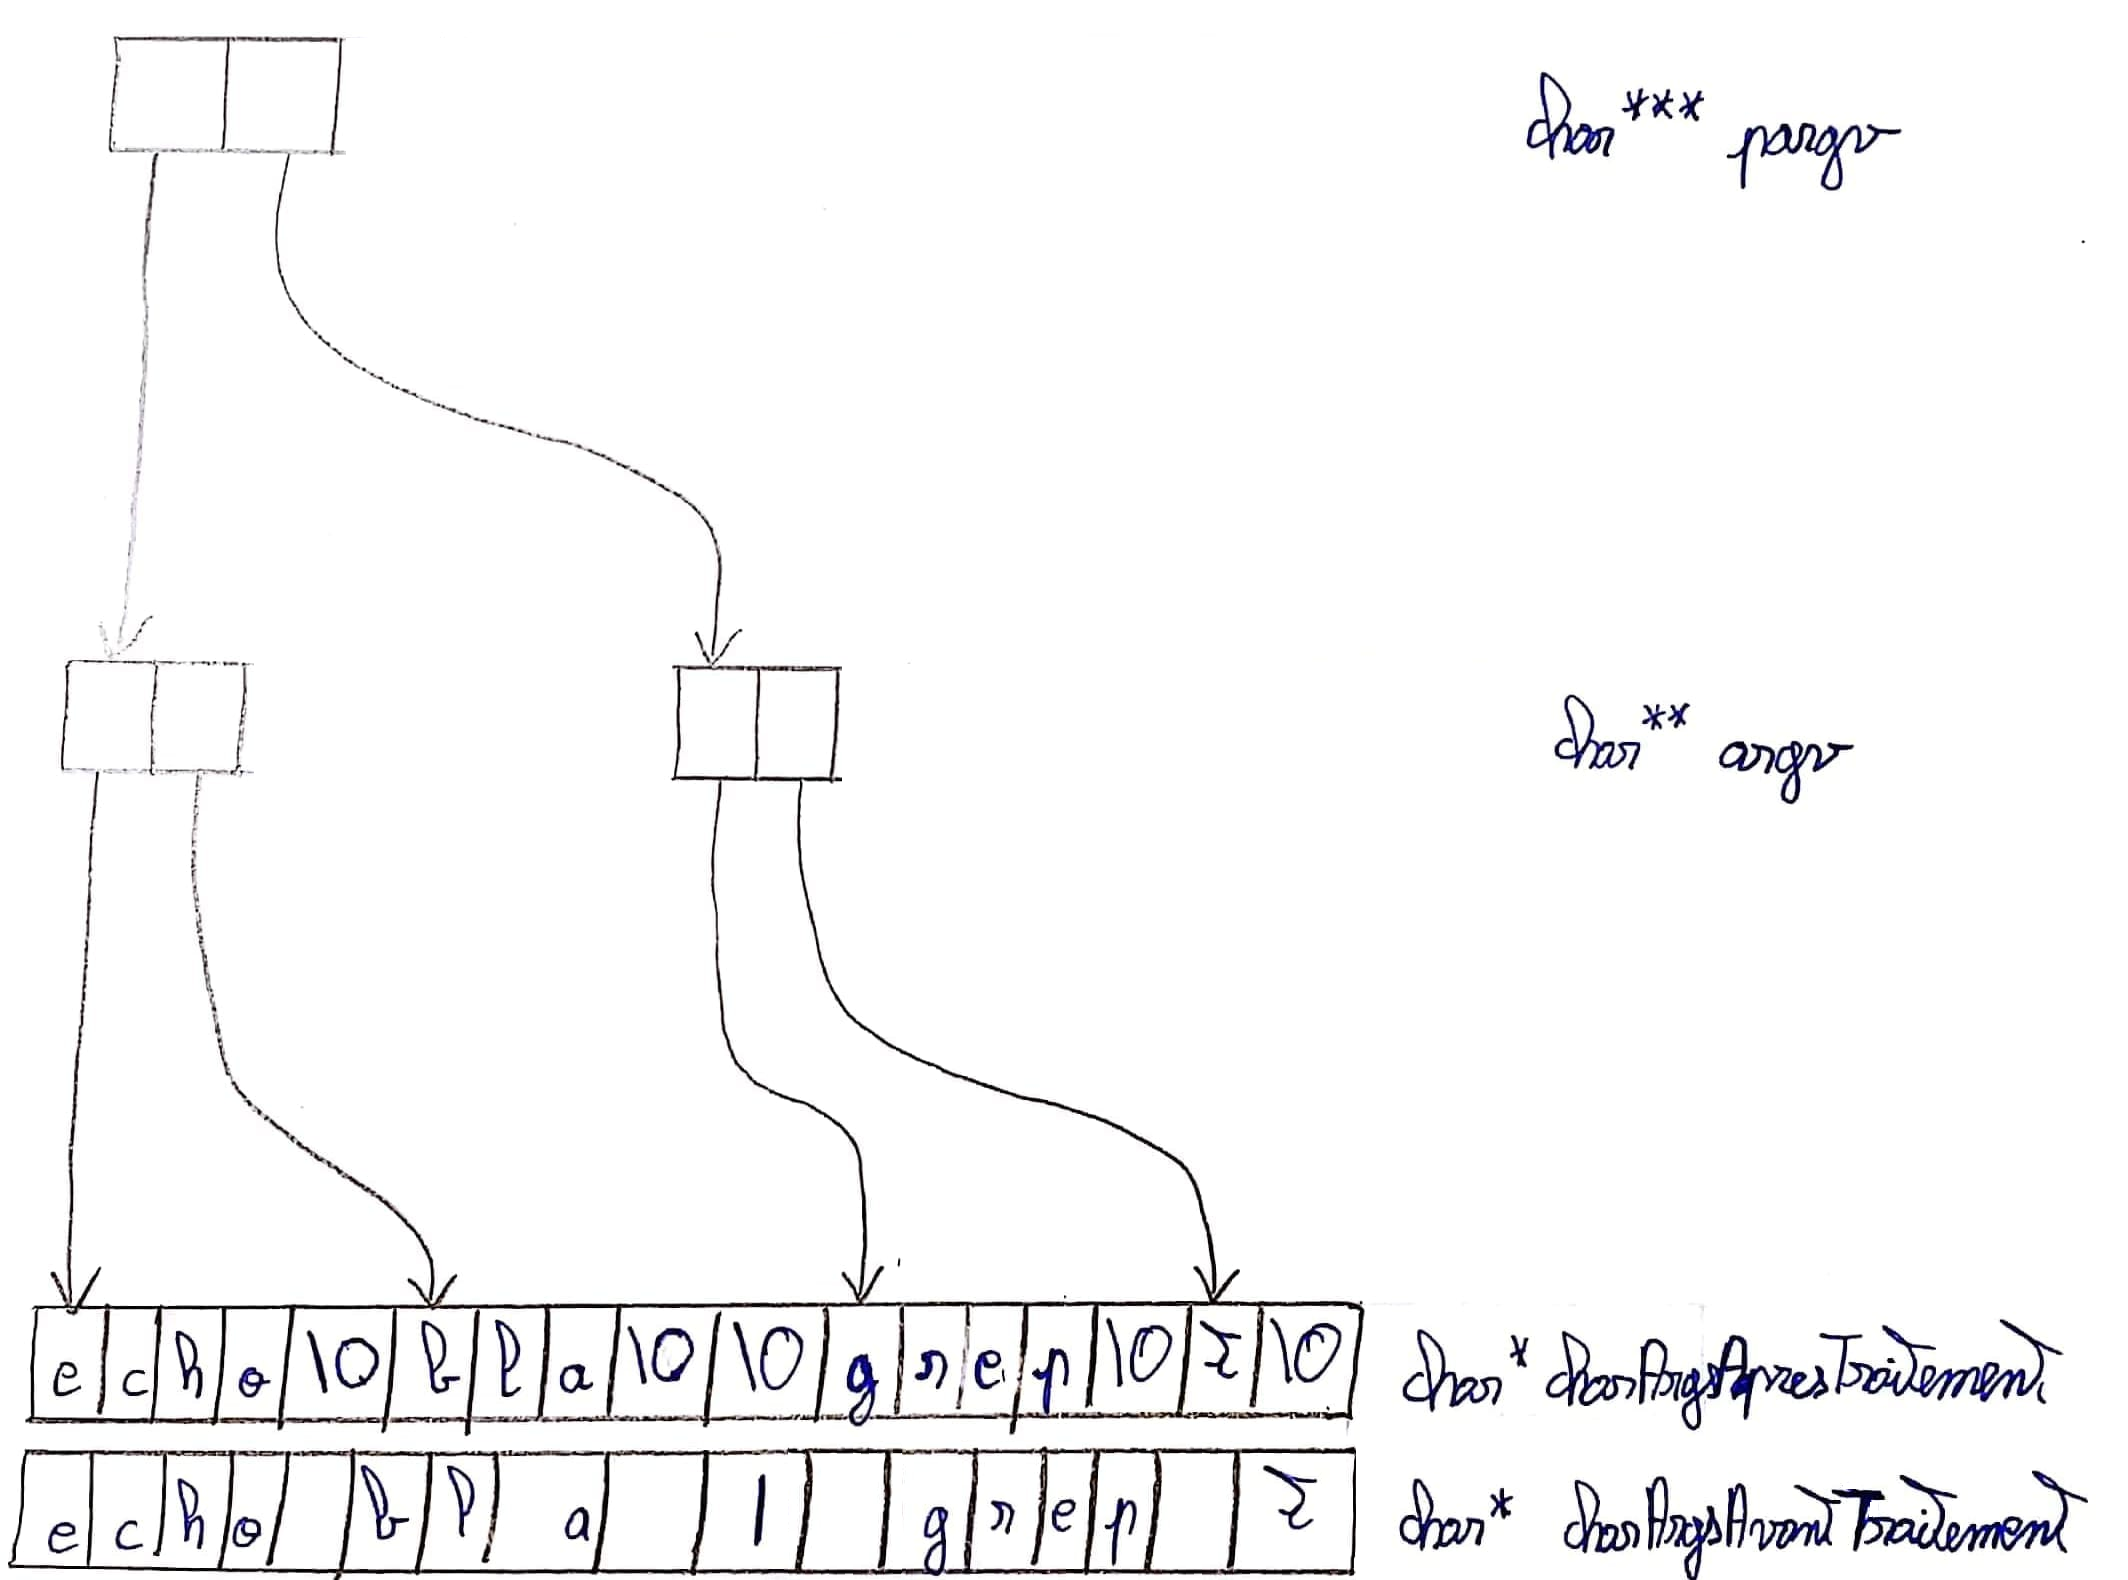 char*** pargv
char** argv
e c h o \0 b l a \0 \0 g r e p \0 z \0 char* charArgsApresTraitement
e c h o b l a | g r e p z char* charArgsAvantTraitement